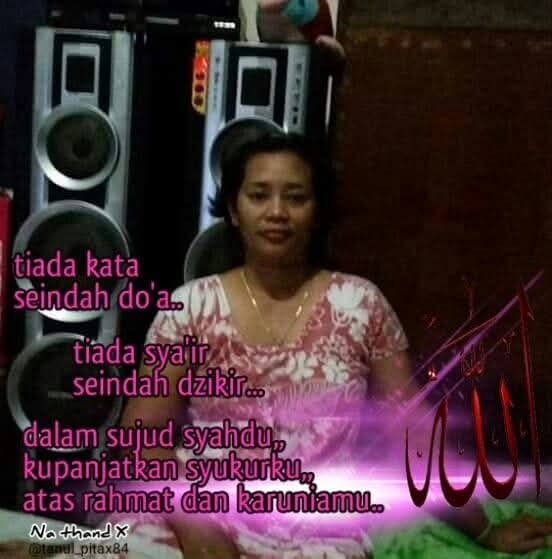 tiada kata
seindah do'a..
tiada sya'ir
seindah dzikir...
dalam sujud syahdu,,
kupanjatkan syukurku,,
atas rahmat dan karuniamu..
الله
Na thand X
@tanul_pitax84